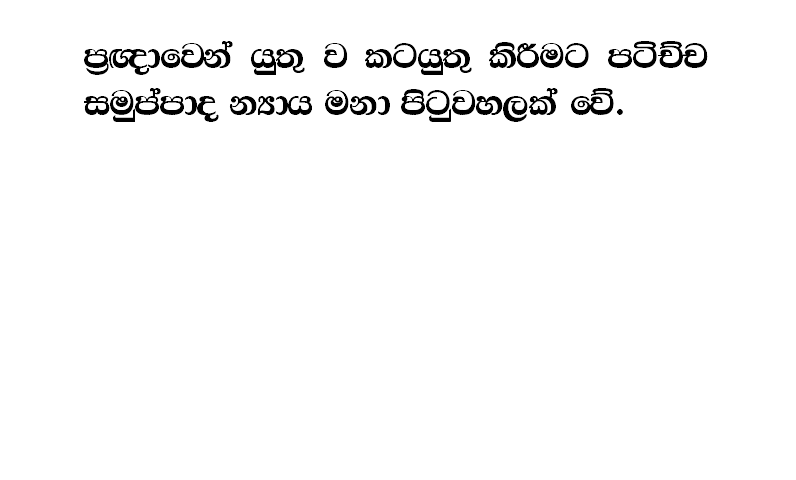 ප්‍රඥාවෙන් යුතු ව කටයුතු කිරීමට පටිච්ච
සමුප්පාද න්‍යාය මනා පිටුවහලක් වේ.